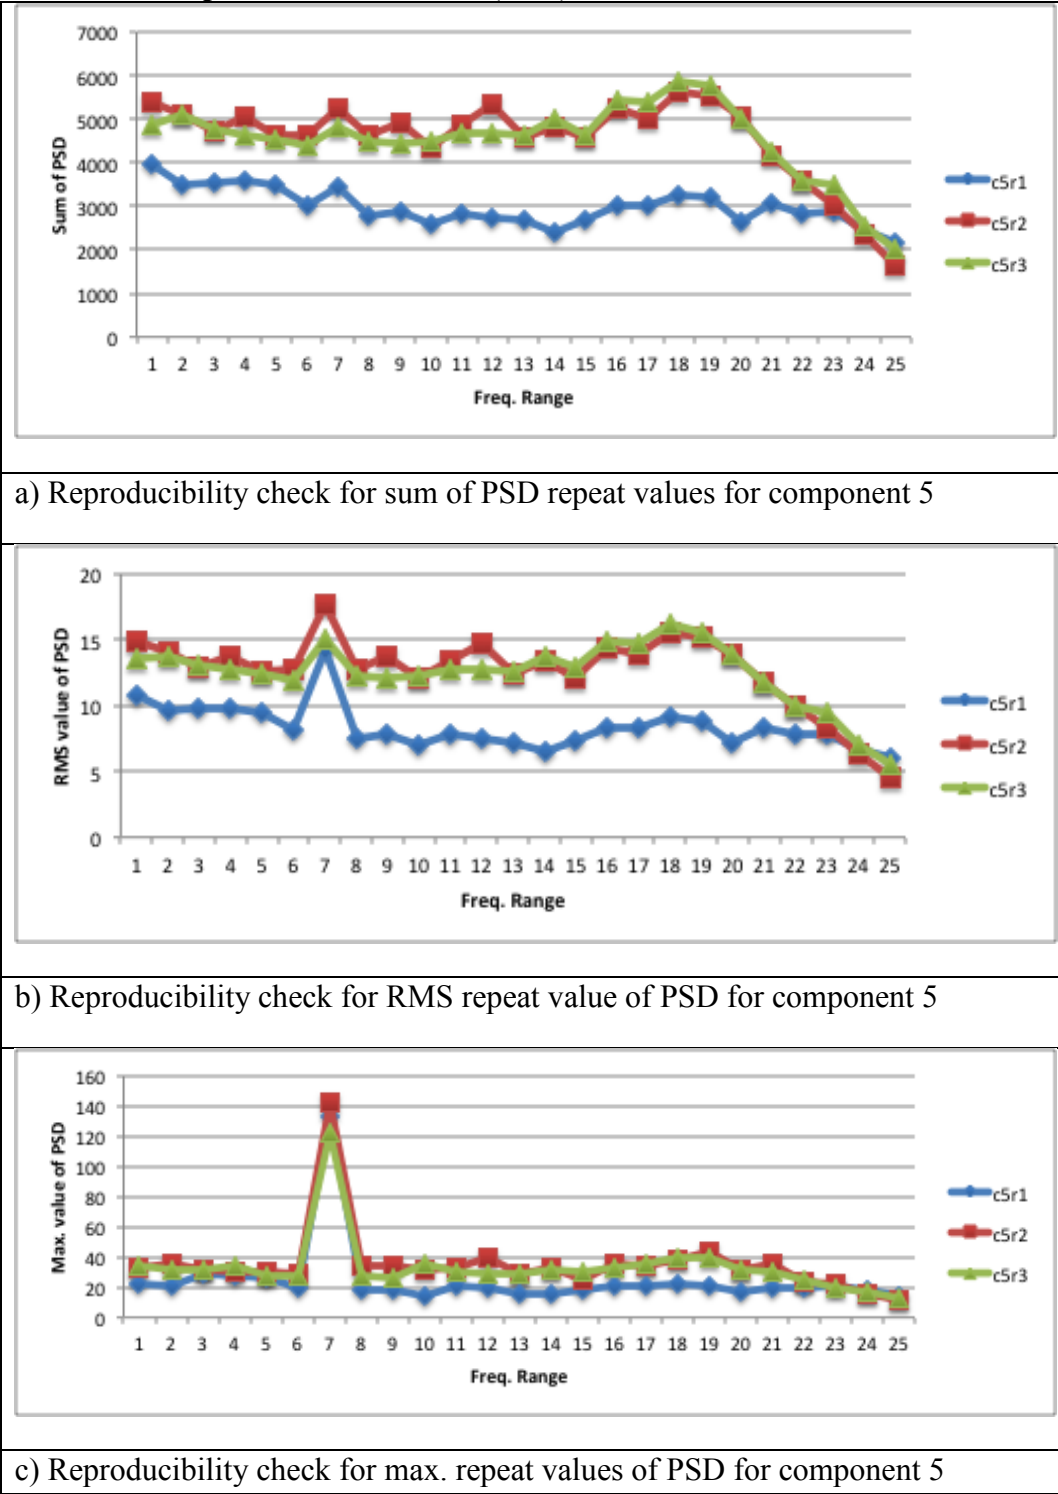 7000
6000
5000
4000
3000
2000
1000
0
Sum of PSD
1 2 3 4 5 6 7 8 9 10 11 12 13 14 15 16 17 18 19 20 21 22 23 24 25
Freq. Range
c5r1
c5r2
c5r3
a) Reproducibility check for sum of PSD repeat values for component 5
20
15
10
5
0
RMS value of PSD
1 2 3 4 5 6 7 8 9 10 11 12 13 14 15 16 17 18 19 20 21 22 23 24 25
Freq. Range
c5r1
c5r2
c5r3
b) Reproducibility check for RMS repeat value of PSD for component 5
160
140
120
100
80
60
40
20
0
Max. value of PSD
1 2 3 4 5 6 7 8 9 10 11 12 13 14 15 16 17 18 19 20 21 22 23 24 25
Freq. Range
c5r1
c5r2
c5r3
c) Reproducibility check for max. repeat values of PSD for component 5